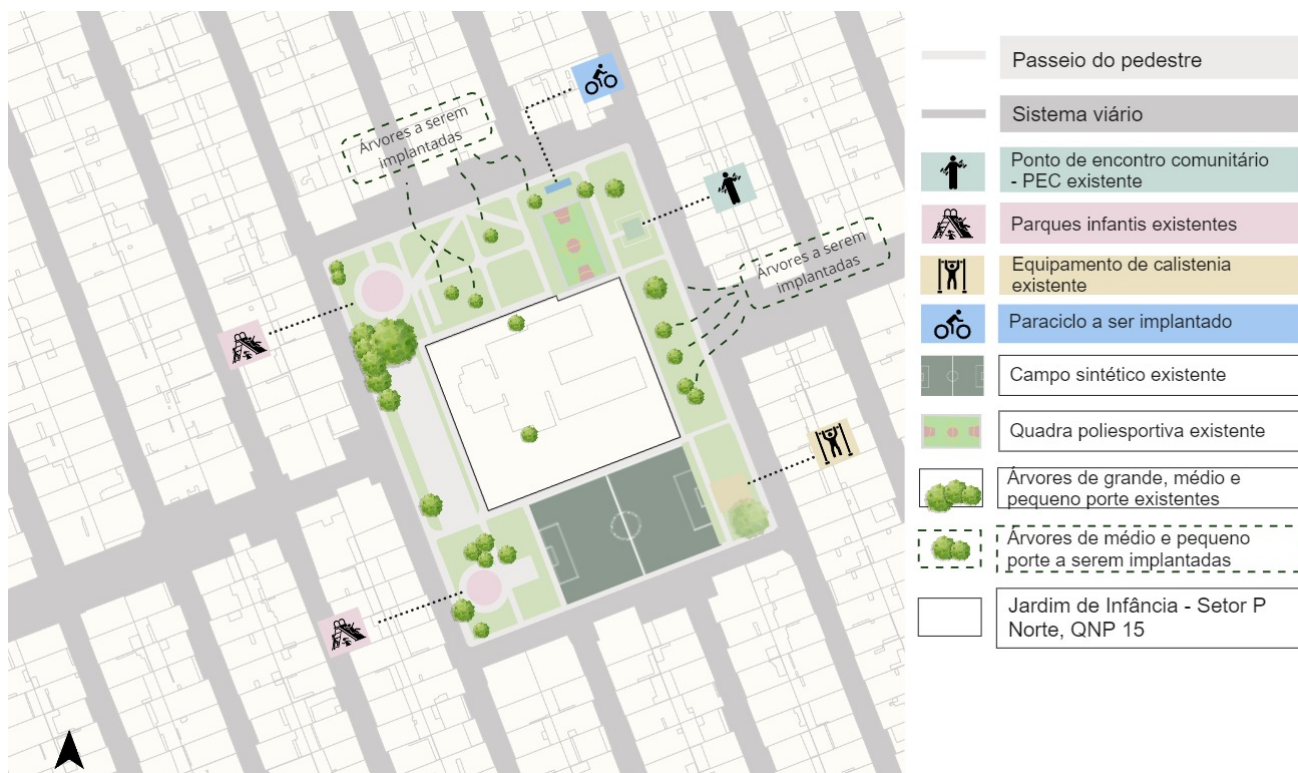 Árvores a serem
implantadas
Árvores a serem
implantadas
Passeio do pedestre
Sistema viário
Ponto de encontro comunitário
- PEC existente
Parques infantis existentes
Equipamento de calistenia
existente
Paraciclo a ser implantado
Campo sintético existente
Quadra poliesportiva existente
Árvores de grande, médio e
pequeno porte existentes
Árvores de médio e pequeno
porte a serem implantadas
Jardim de Infância - Setor P
Norte, QNP 15